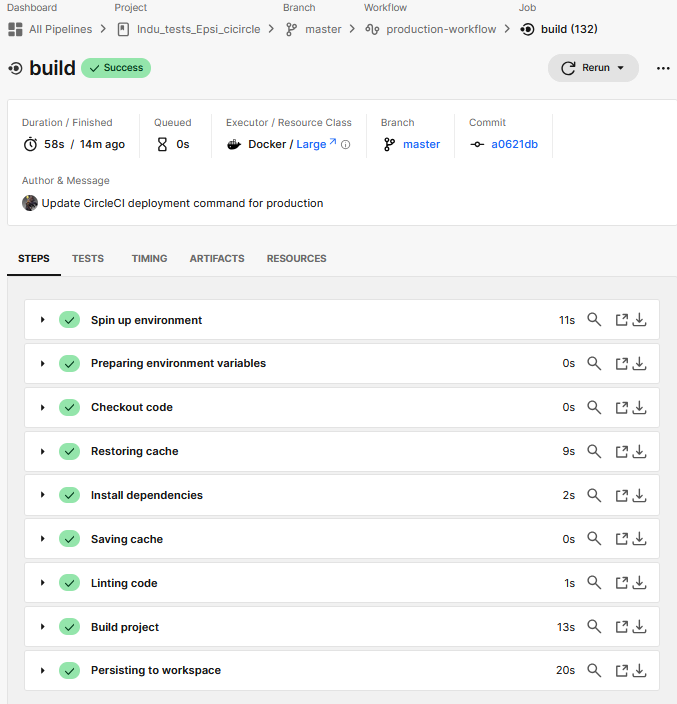 Dashboard Project Branch Workflow Job
All Pipelines Indu_tests_Epsi_cicircle master production-workflow build (132)
build Success Rerun
Duration / Finished Queued Executor / Resource Class Branch Commit
58s / 14m ago 0s Docker / Large master a0621db
Author & Message
Update CircleCI deployment command for production
STEPS TESTS TIMING ARTIFACTS RESOURCES
Spin up environment 11s
Preparing environment variables 0s
Checkout code 0s
Restoring cache 9s
Install dependencies 2s
Saving cache 0s
Linting code 1s
Build project 13s
Persisting to workspace 20s